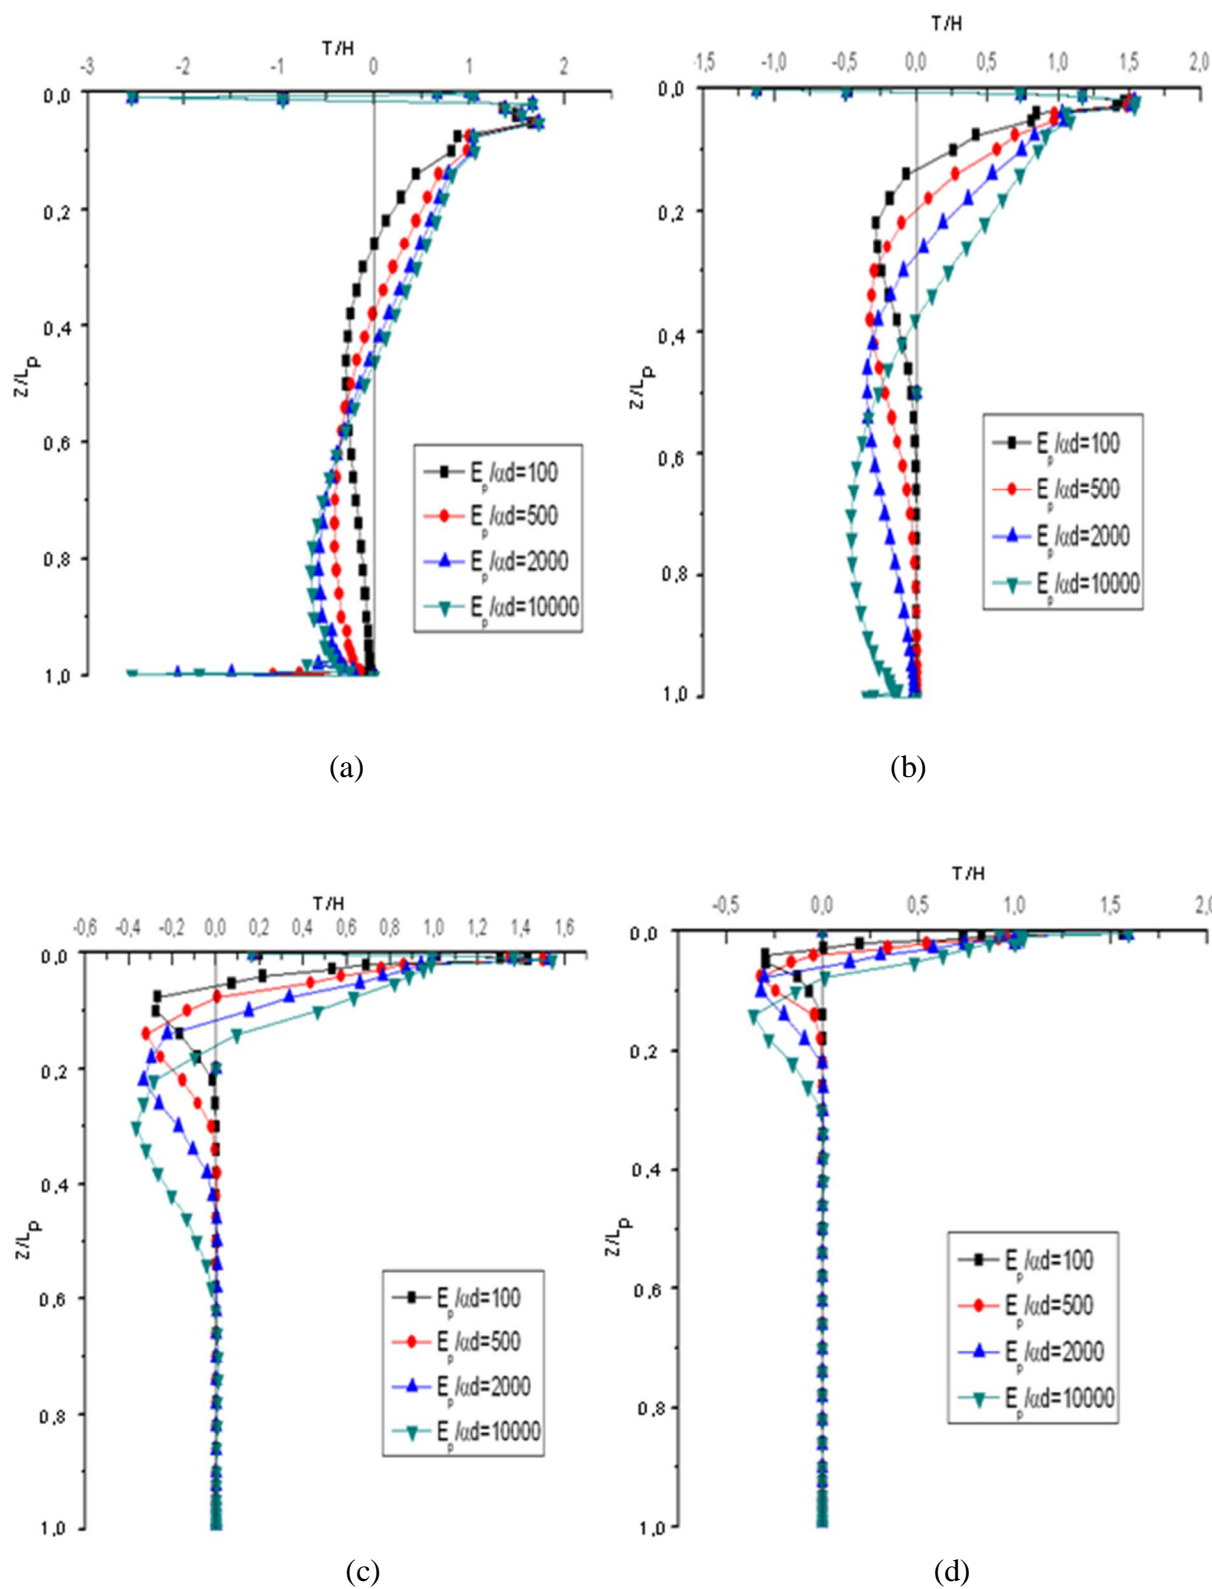 T/H
-3 -2 -1 0 1 2
0,0
0,2
0,4
0,6
0,8
1,0
Z/Lp
Ep/αd=100
Ep/αd=500
Ep/αd=2000
Ep/αd=10000
(a)
T/H
-1,5 -1,0 -0,5 0,0 0,5 1,0 1,5 2,0
0,0
0,2
0,4
0,6
0,8
1,0
Z/Lp
Ep/αd=100
Ep/αd=500
Ep/αd=2000
Ep/αd=10000
(b)
T/H
-0,6 -0,4 -0,2 0,0 0,2 0,4 0,6 0,8 1,0 1,2 1,4 1,6
0,0
0,2
0,4
0,6
0,8
1,0
Z/Lp
Ep/αd=100
Ep/αd=500
Ep/αd=2000
Ep/αd=10000
(c)
T/H
-0,5 0,0 0,5 1,0 1,5 2,0
0,0
0,2
0,4
0,6
0,8
1,0
Z/Lp
Ep/αd=100
Ep/αd=500
Ep/αd=2000
Ep/αd=10000
(d)